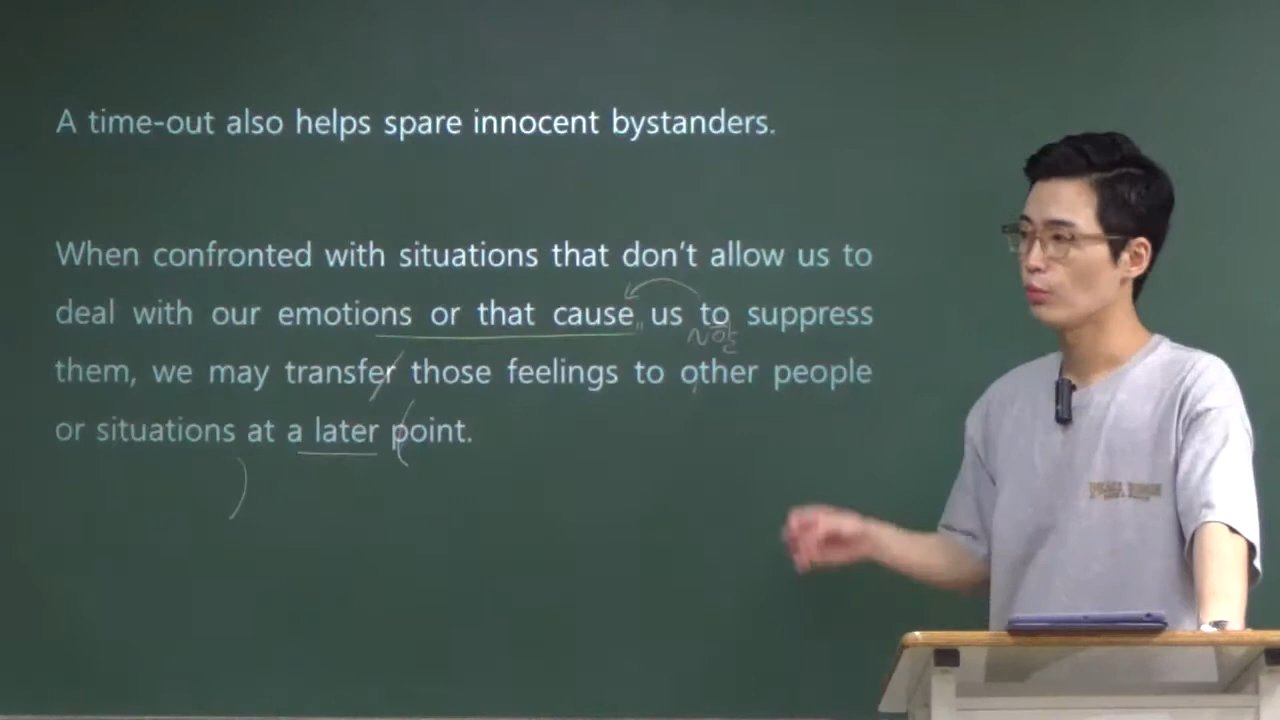 A time-out also helps spare innocent bystanders.
When confronted with situations that don't allow us to
deal with our emotions or that cause us to suppress
them, we may transfer those feelings to other people
or situations at a later point.